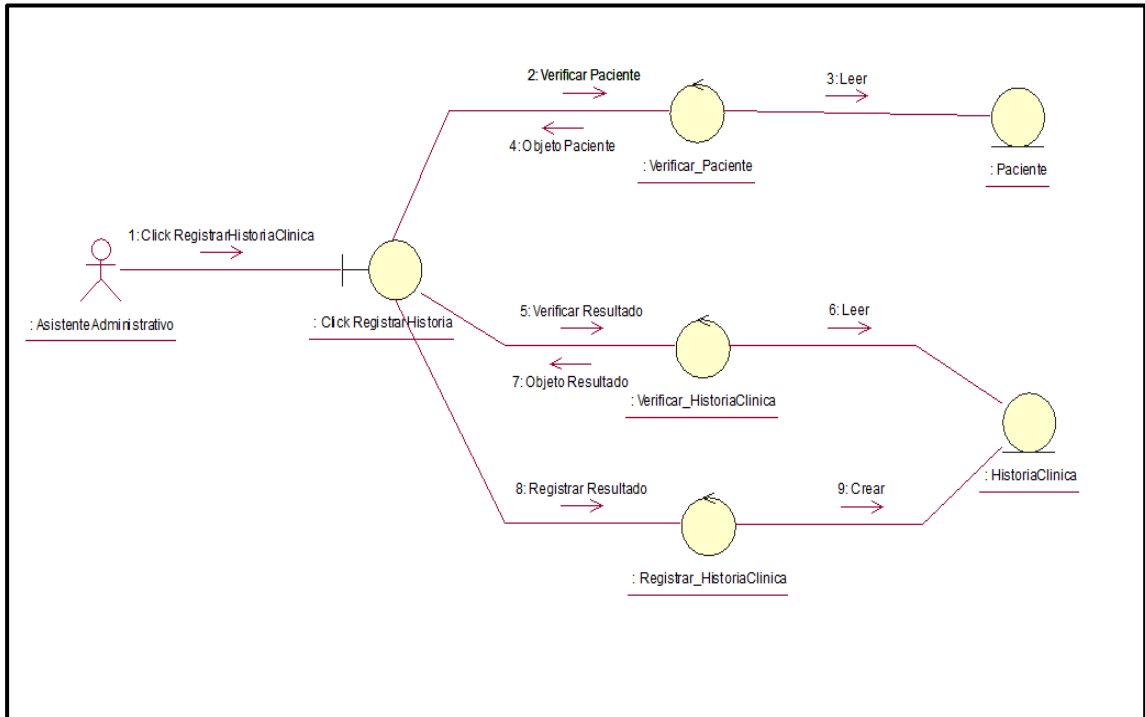 2: Verificar Paciente
3: Leer
4: Objeto Paciente
: Verificar_Paciente
: Paciente
1: Click RegistrarHistoriaClinica
: AsistenteAdministrativo
: Click RegistrarHistoria
5: Verificar Resultado
6: Leer
7: Objeto Resultado
: Verificar_HistoriaClinica
: HistoriaClinica
8: Registrar Resultado
9: Crear
: Registrar_HistoriaClinica